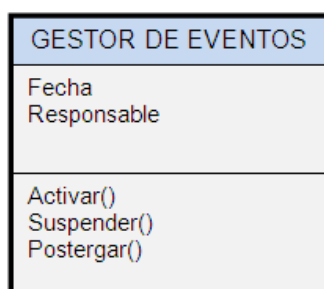 GESTOR DE EVENTOS
Fecha
Responsable
Activar()
Suspender()
Postergar()